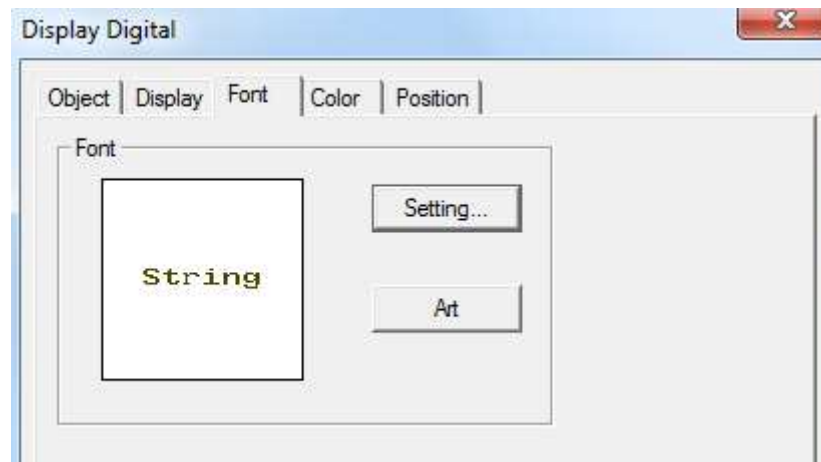 Display Digital
Object Display Font Color Position
Font
Setting...
String
Art